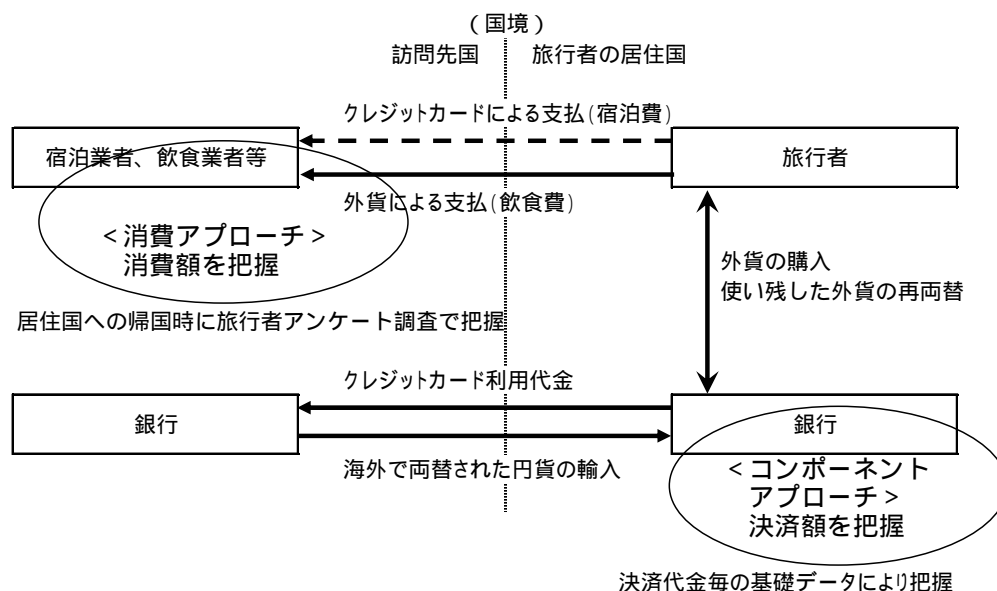 （国境）
訪問先国 旅行者の居住国
クレジットカードによる支払(宿泊費)
宿泊業者、飲食業者等
旅行者
外貨による支払(飲食費)
＜消費アプローチ＞
消費額を把握
外貨の購入
使い残した外貨の再両替
居住国への帰国時に旅行者アンケート調査で把握
クレジットカード利用代金
銀行
銀行
海外で両替された円貨の輸入
＜コンポーネント
アプローチ＞
決済額を把握
決済代金毎の基礎データにより把握